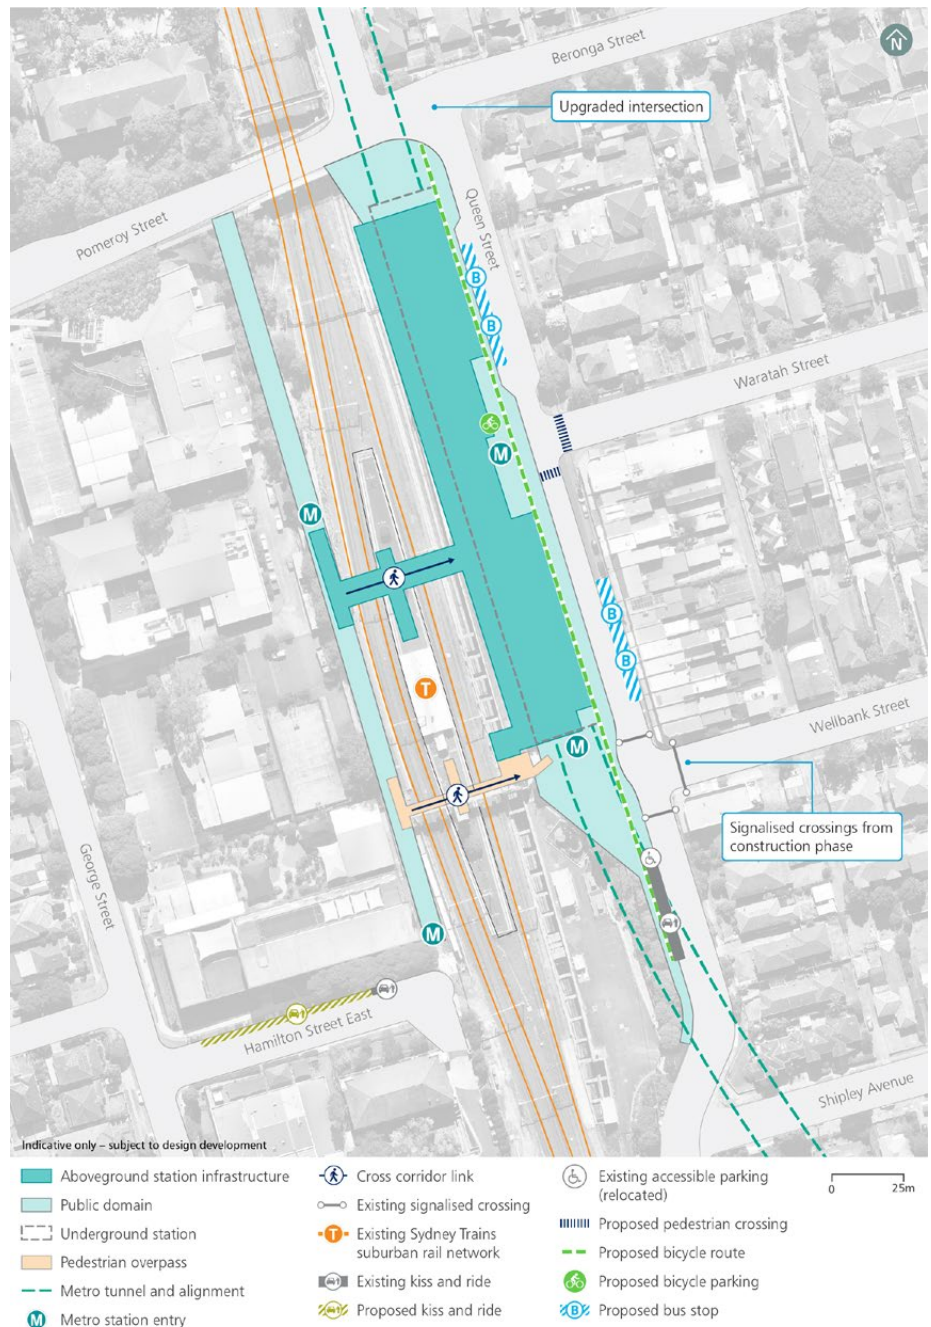 N
Beronga Street
Upgraded intersection
Queen Street
Pomeroy Street
B
B
Waratah Street
M
M
B
B
T
Wellbank Street
M
Signalised crossings from
construction phase
George Street
M
Hamilton Street East
Shipley Avenue
Indicative only – subject to design development
Aboveground station infrastructure
Public domain
Underground station
Pedestrian overpass
Metro tunnel and alignment
M Metro station entry
Cross corridor link
Existing signalised crossing
T Existing Sydney Trains
suburban rail network
Existing kiss and ride
Proposed kiss and ride
Existing accessible parking
(relocated)
Proposed pedestrian crossing
Proposed bicycle route
Proposed bicycle parking
B Proposed bus stop
0 25m